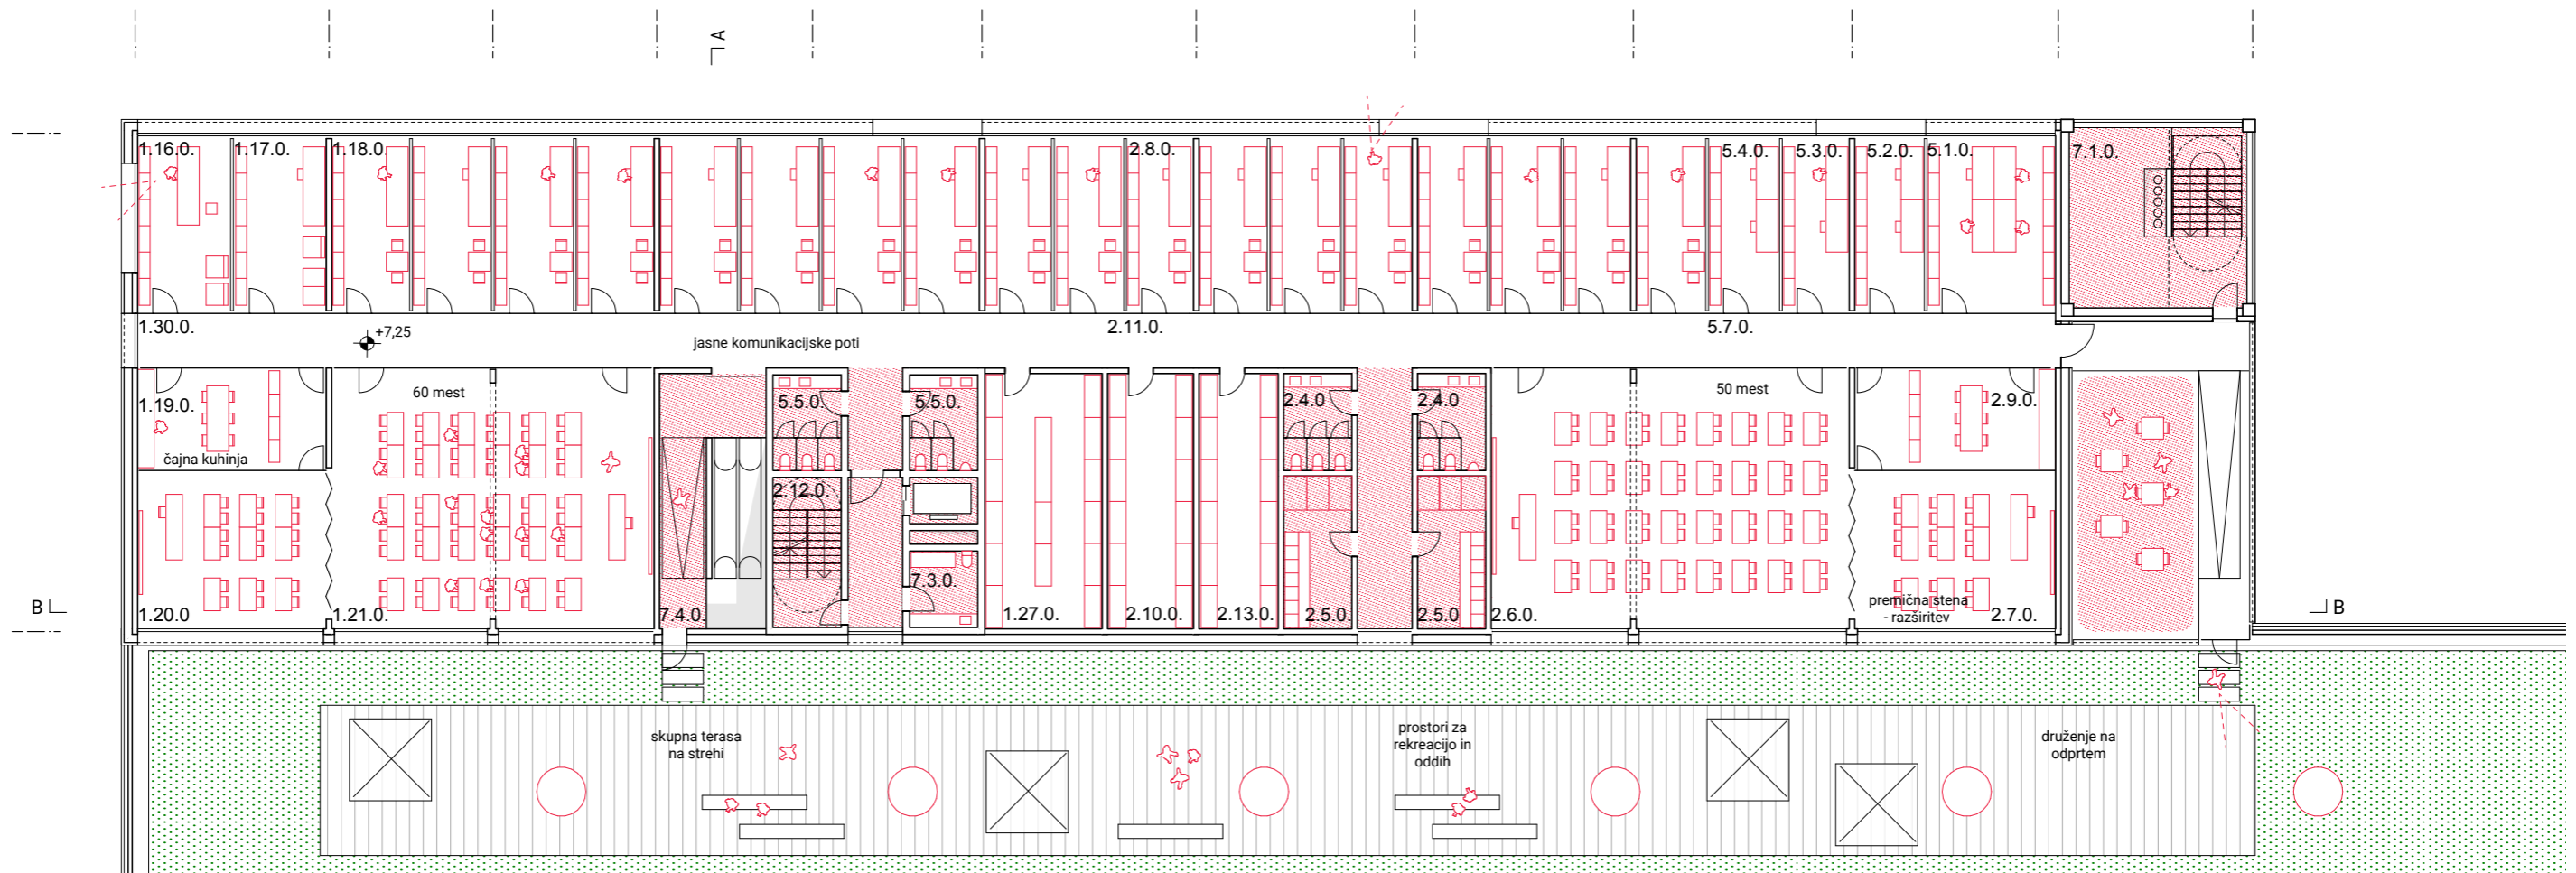 A
1.16.0.
1.17.0.
1.18.0
2.8.0.
5.4.0.
5.3.0.
5.2.0.
5.1.0.
7.1.0.
1.30.0.
+7,25
jasne komunikacijske poti
2.11.0.
5.7.0.
1.19.0.
čajna kuhinja
60 mest
5.5.0.
5.5.0.
2.4.0
2.4.0
50 mest
2.9.0.
2.12.0.
7.3.0.
B
1.20.0
1.21.0.
7.4.0.
1.27.0.
2.10.0.
2.13.0.
2.5.0.
2.5.0
2.6.0.
premična stena
- razširitev
2.7.0.
B
skupna terasa
na strehi
prostori za
rekreacijo in
oddih
druženje na
odprtem